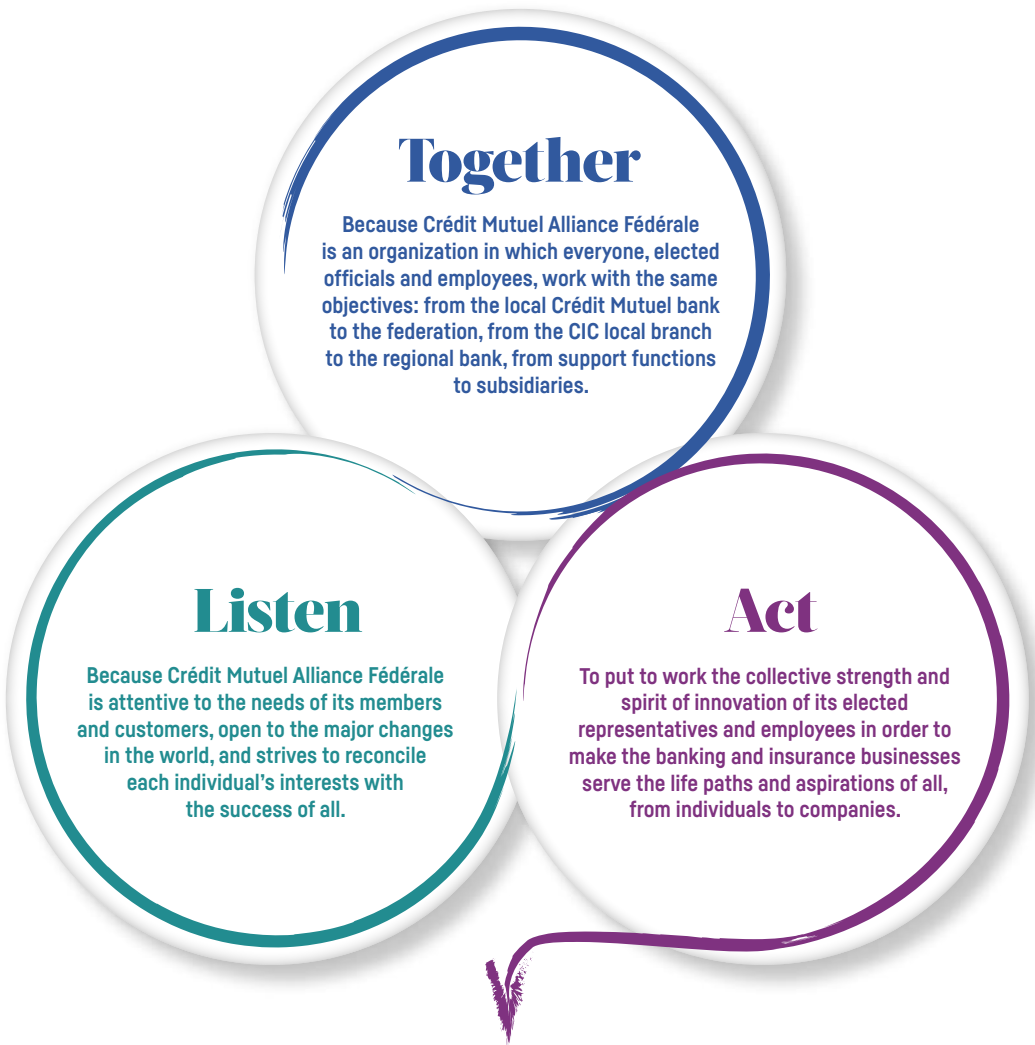 Together
Because Crédit Mutuel Alliance Fédérale
is an organization in which everyone, elected
officials and employees, work with the same
objectives: from the local Crédit Mutuel bank
to the federation, from the CIC local branch
to the regional bank, from support functions
to subsidiaries.
Listen
Because Crédit Mutuel Alliance Fédérale
is attentive to the needs of its members
and customers, open to the major changes
in the world, and strives to reconcile
each individual’s interests with
the success of all.
Act
To put to work the collective strength and
spirit of innovation of its elected
representatives and employees in order to
make the banking and insurance businesses
serve the life paths and aspirations of all,
from individuals to companies.